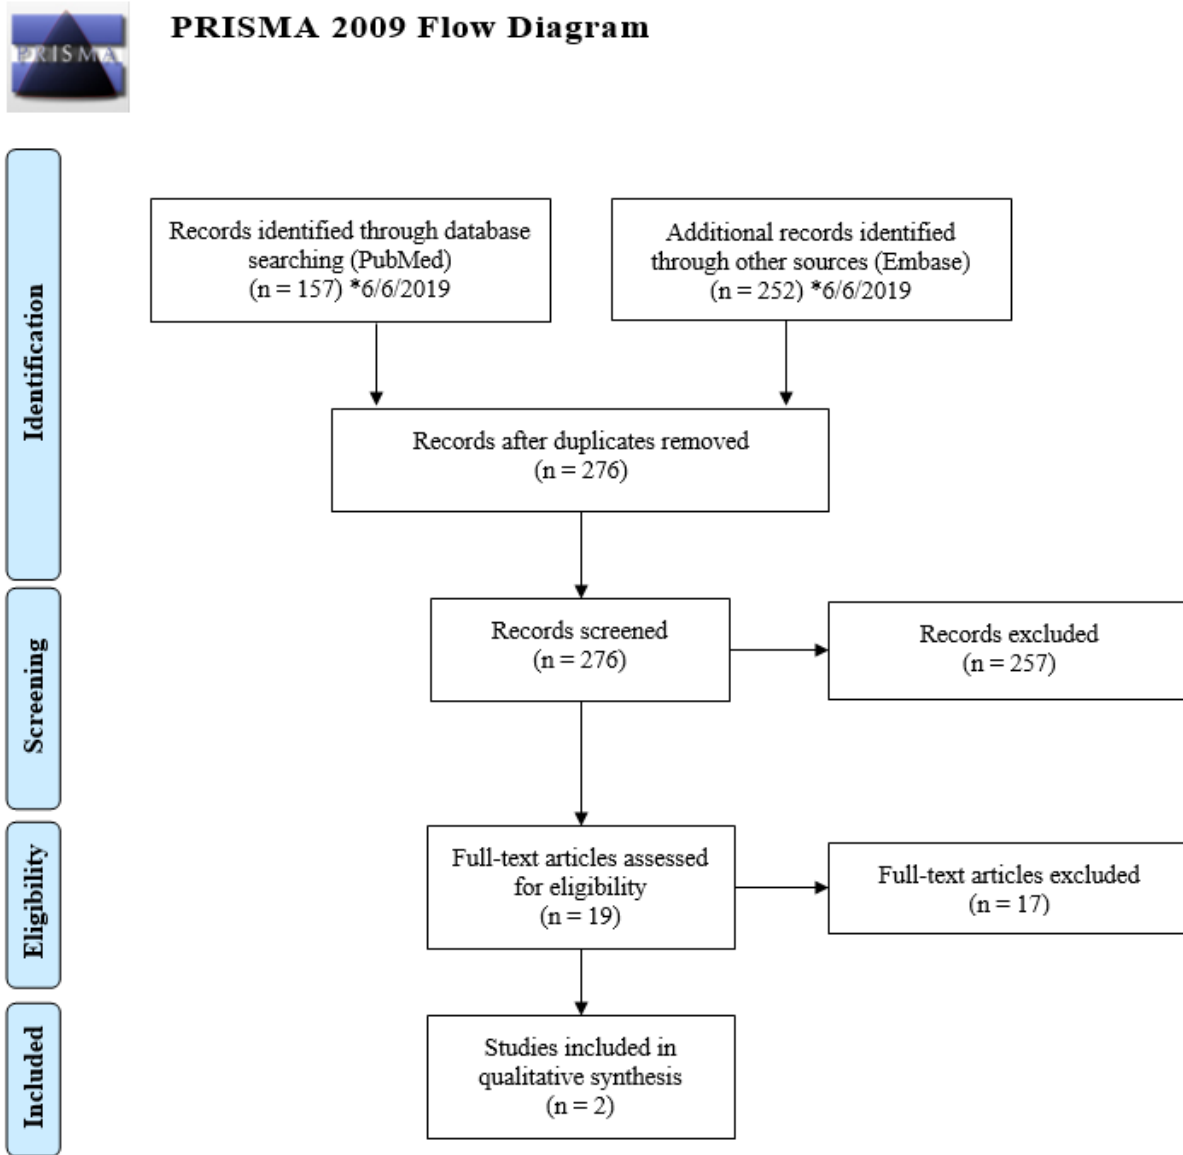 PRISMA
PRISMA 2009 Flow Diagram
Identification
Records identified through database
searching (PubMed)
(n = 157) *6/6/2019
Additional records identified
through other sources (Embase)
(n = 252) *6/6/2019
Records after duplicates removed
(n = 276)
Screening
Records screened
(n = 276)
Records excluded
(n = 257)
Eligibility
Full-text articles assessed
for eligibility
(n = 19)
Full-text articles excluded
(n = 17)
Included
Studies included in
qualitative synthesis
(n = 2)